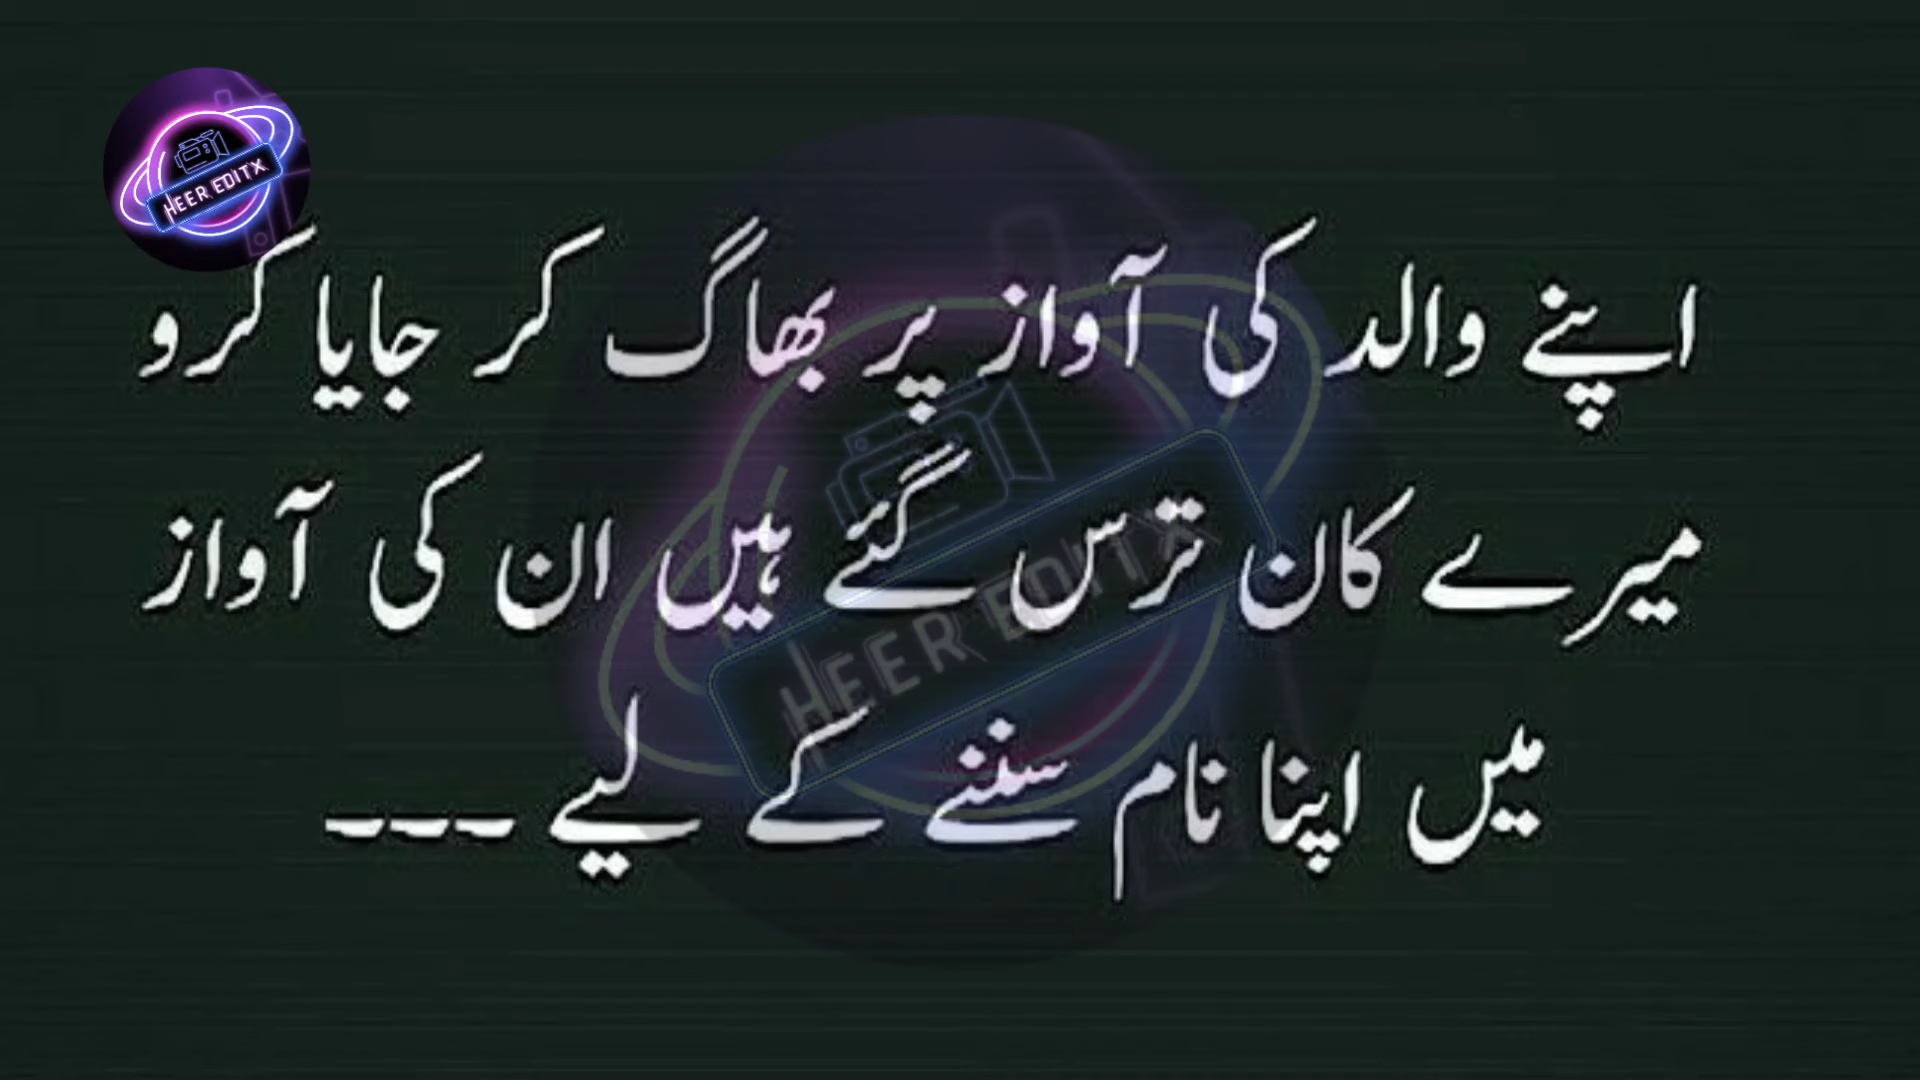 HEER EDITX
اپنے والد کی آواز پر بھاگ کر جایا کرو
میرے کان ترس گئے ہیں ان کی آواز
میں اپنا نام سننے کے لیے ۔۔۔
HEER EDITX